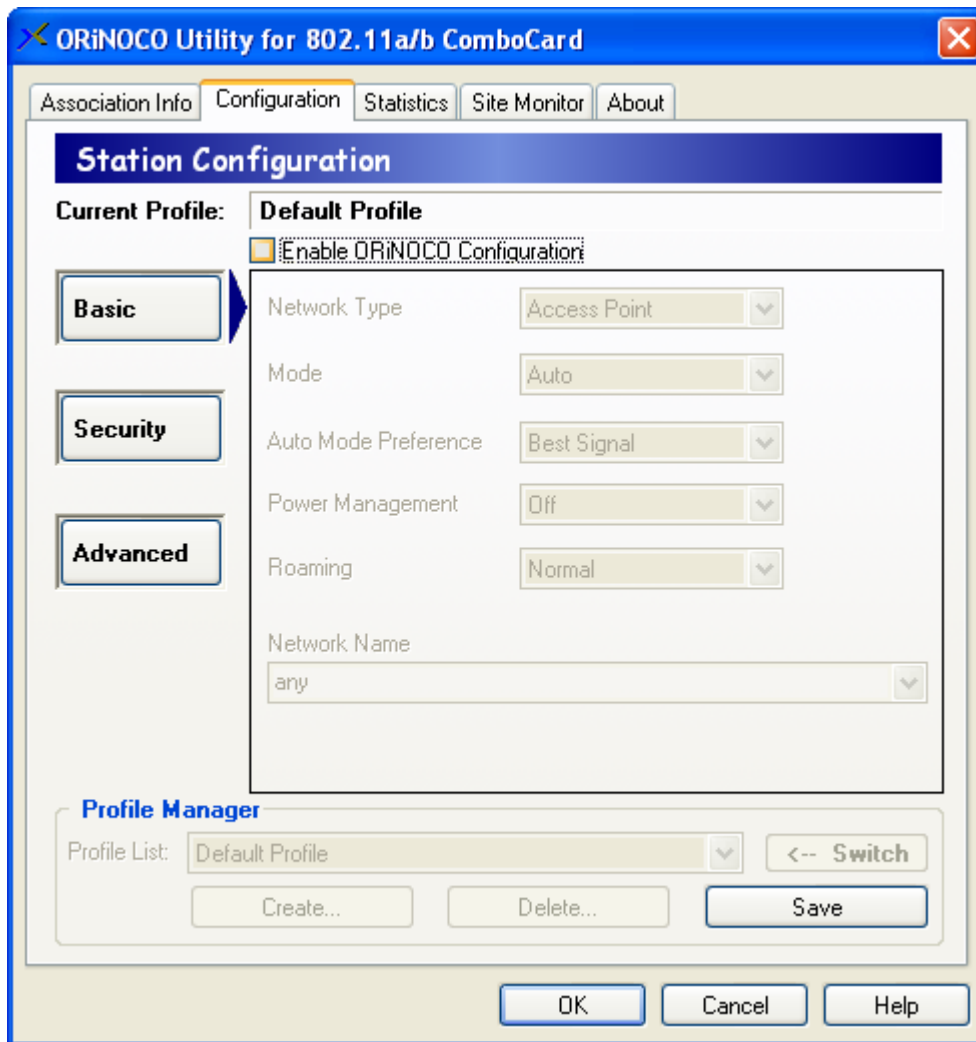 ORiNOCO Utility for 802.11a/b ComboCard
Association Info Configuration Statistics Site Monitor About
Station Configuration
Current Profile: Default Profile
Enable ORiNOCO Configuration
Basic
Network Type Access Point
Mode Auto
Security
Auto Mode Preference Best Signal
Power Management Off
Advanced
Roaming Normal
Network Name
any
Profile Manager
Profile List: Default Profile <-- Switch
Create... Delete... Save
OK Cancel Help